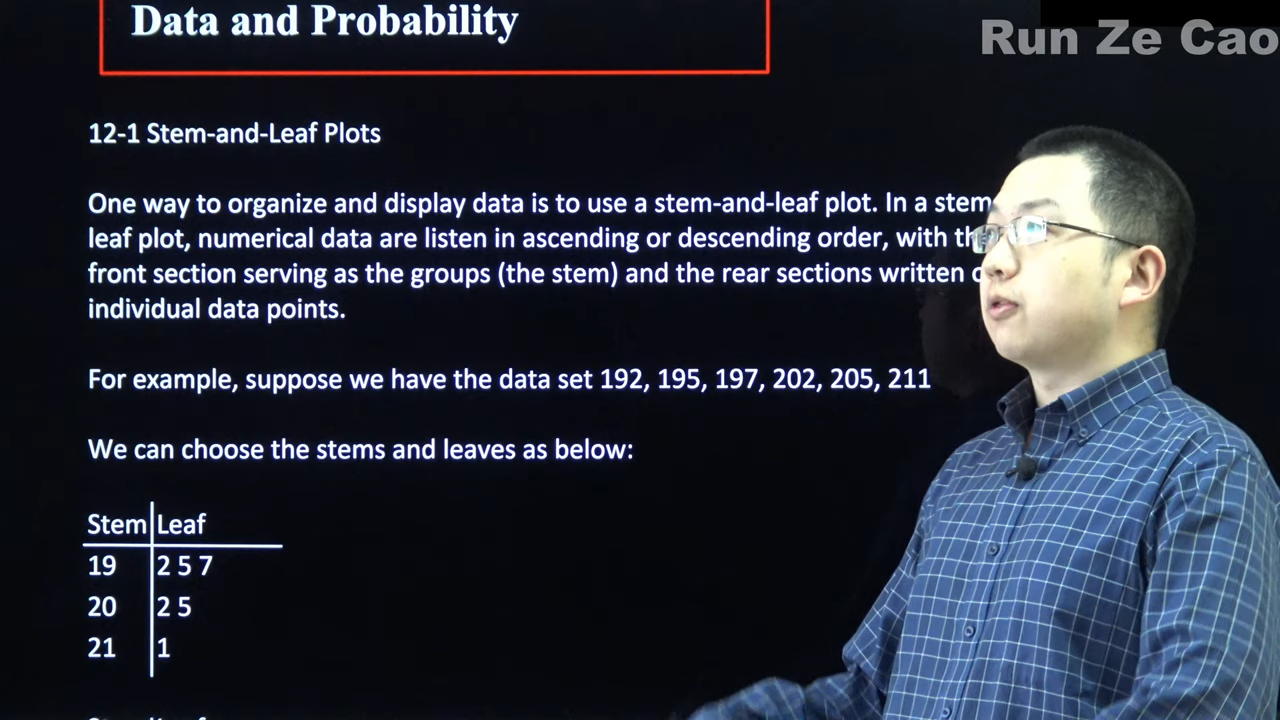 Data and Probability
Run Ze Cao
12-1 Stem-and-Leaf Plots
One way to organize and display data is to use a stem-and-leaf plot. In a stem
leaf plot, numerical data are listen in ascending or descending order, with
front section serving as the groups (the stem) and the rear sections written
individual data points.
For example, suppose we have the data set 192, 195, 197, 202, 205, 211
We can choose the stems and leaves as below:
Stem Leaf
19 2 5 7
20 2 5
21 1